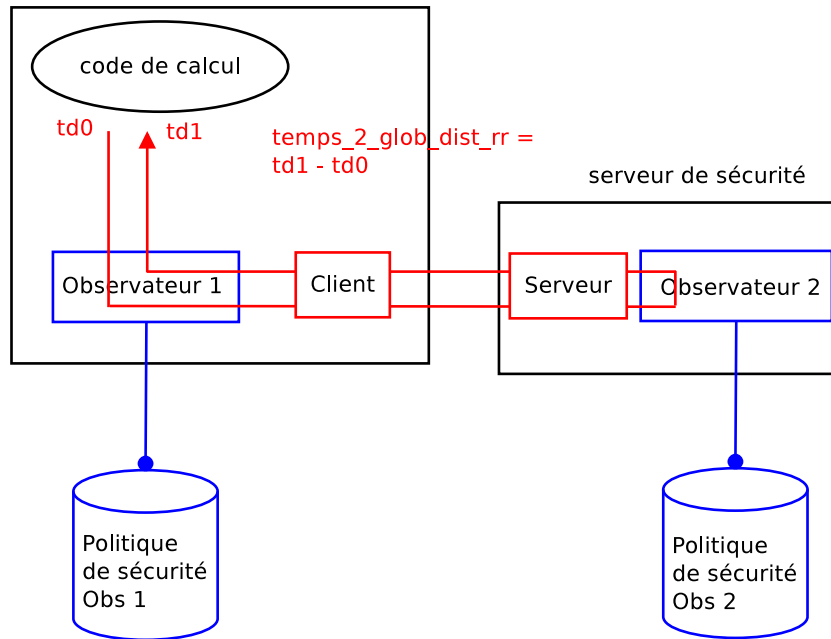 code de calcul
td0
td1
temps_2_glob_dist_rr =
td1 - td0
serveur de sécurité
Observateur 1
Client
Serveur
Observateur 2
Politique
de sécurité
Obs 1
Politique
de sécurité
Obs 2